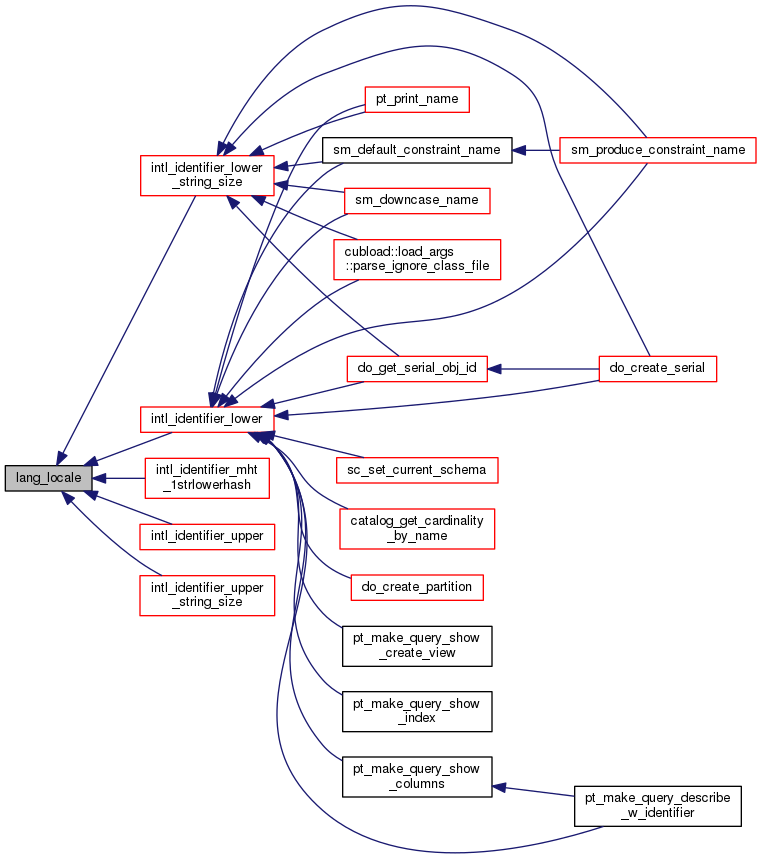 lang_locale
intl_identifier_lower
_string_size
intl_identifier_lower
intl_identifier_mht
_1strlowerhash
intl_identifier_upper
intl_identifier_upper
_string_size
pt_print_name
sm_default_constraint_name
sm_downcase_name
cubload::load_args
::parse_ignore_class_file
do_get_serial_obj_id
sc_set_current_schema
catalog_get_cardinality
_by_name
do_create_partition
pt_make_query_show
_create_view
pt_make_query_show
_index
pt_make_query_show
_columns
sm_produce_constraint_name
do_create_serial
pt_make_query_describe
_w_identifier